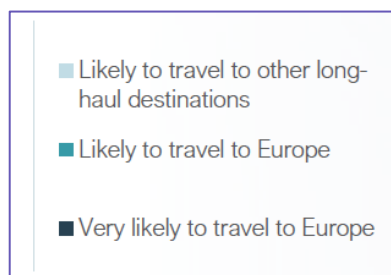 Likely to travel to other long-
haul destinations
Likely to travel to Europe
Very likely to travel to Europe